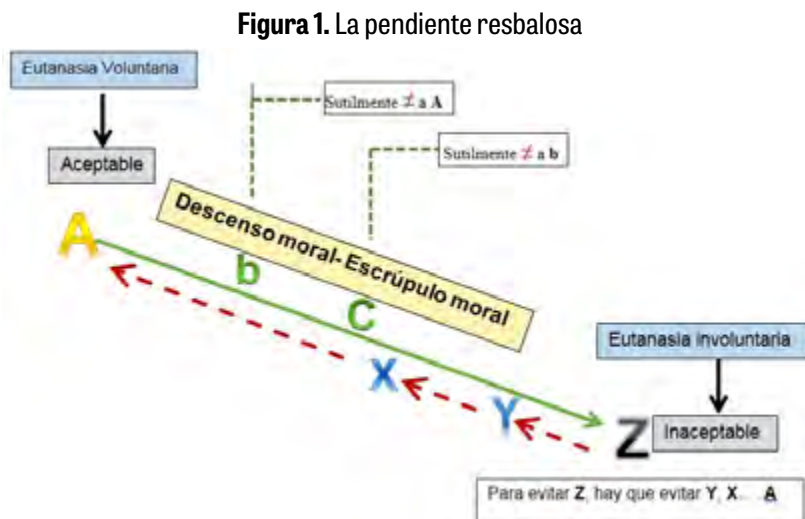 Figura 1. La pendiente resbalosa
Eutanasia Voluntaria
Sutilmente ≠ a A
Aceptable
Sutilmente ≠ a b
A
Descenso moral- Escrúpulo moral
b
C
Eutanasia involuntaria
X
Y
Z
Inaceptable
Para evitar Z, hay que evitar Y, X... A